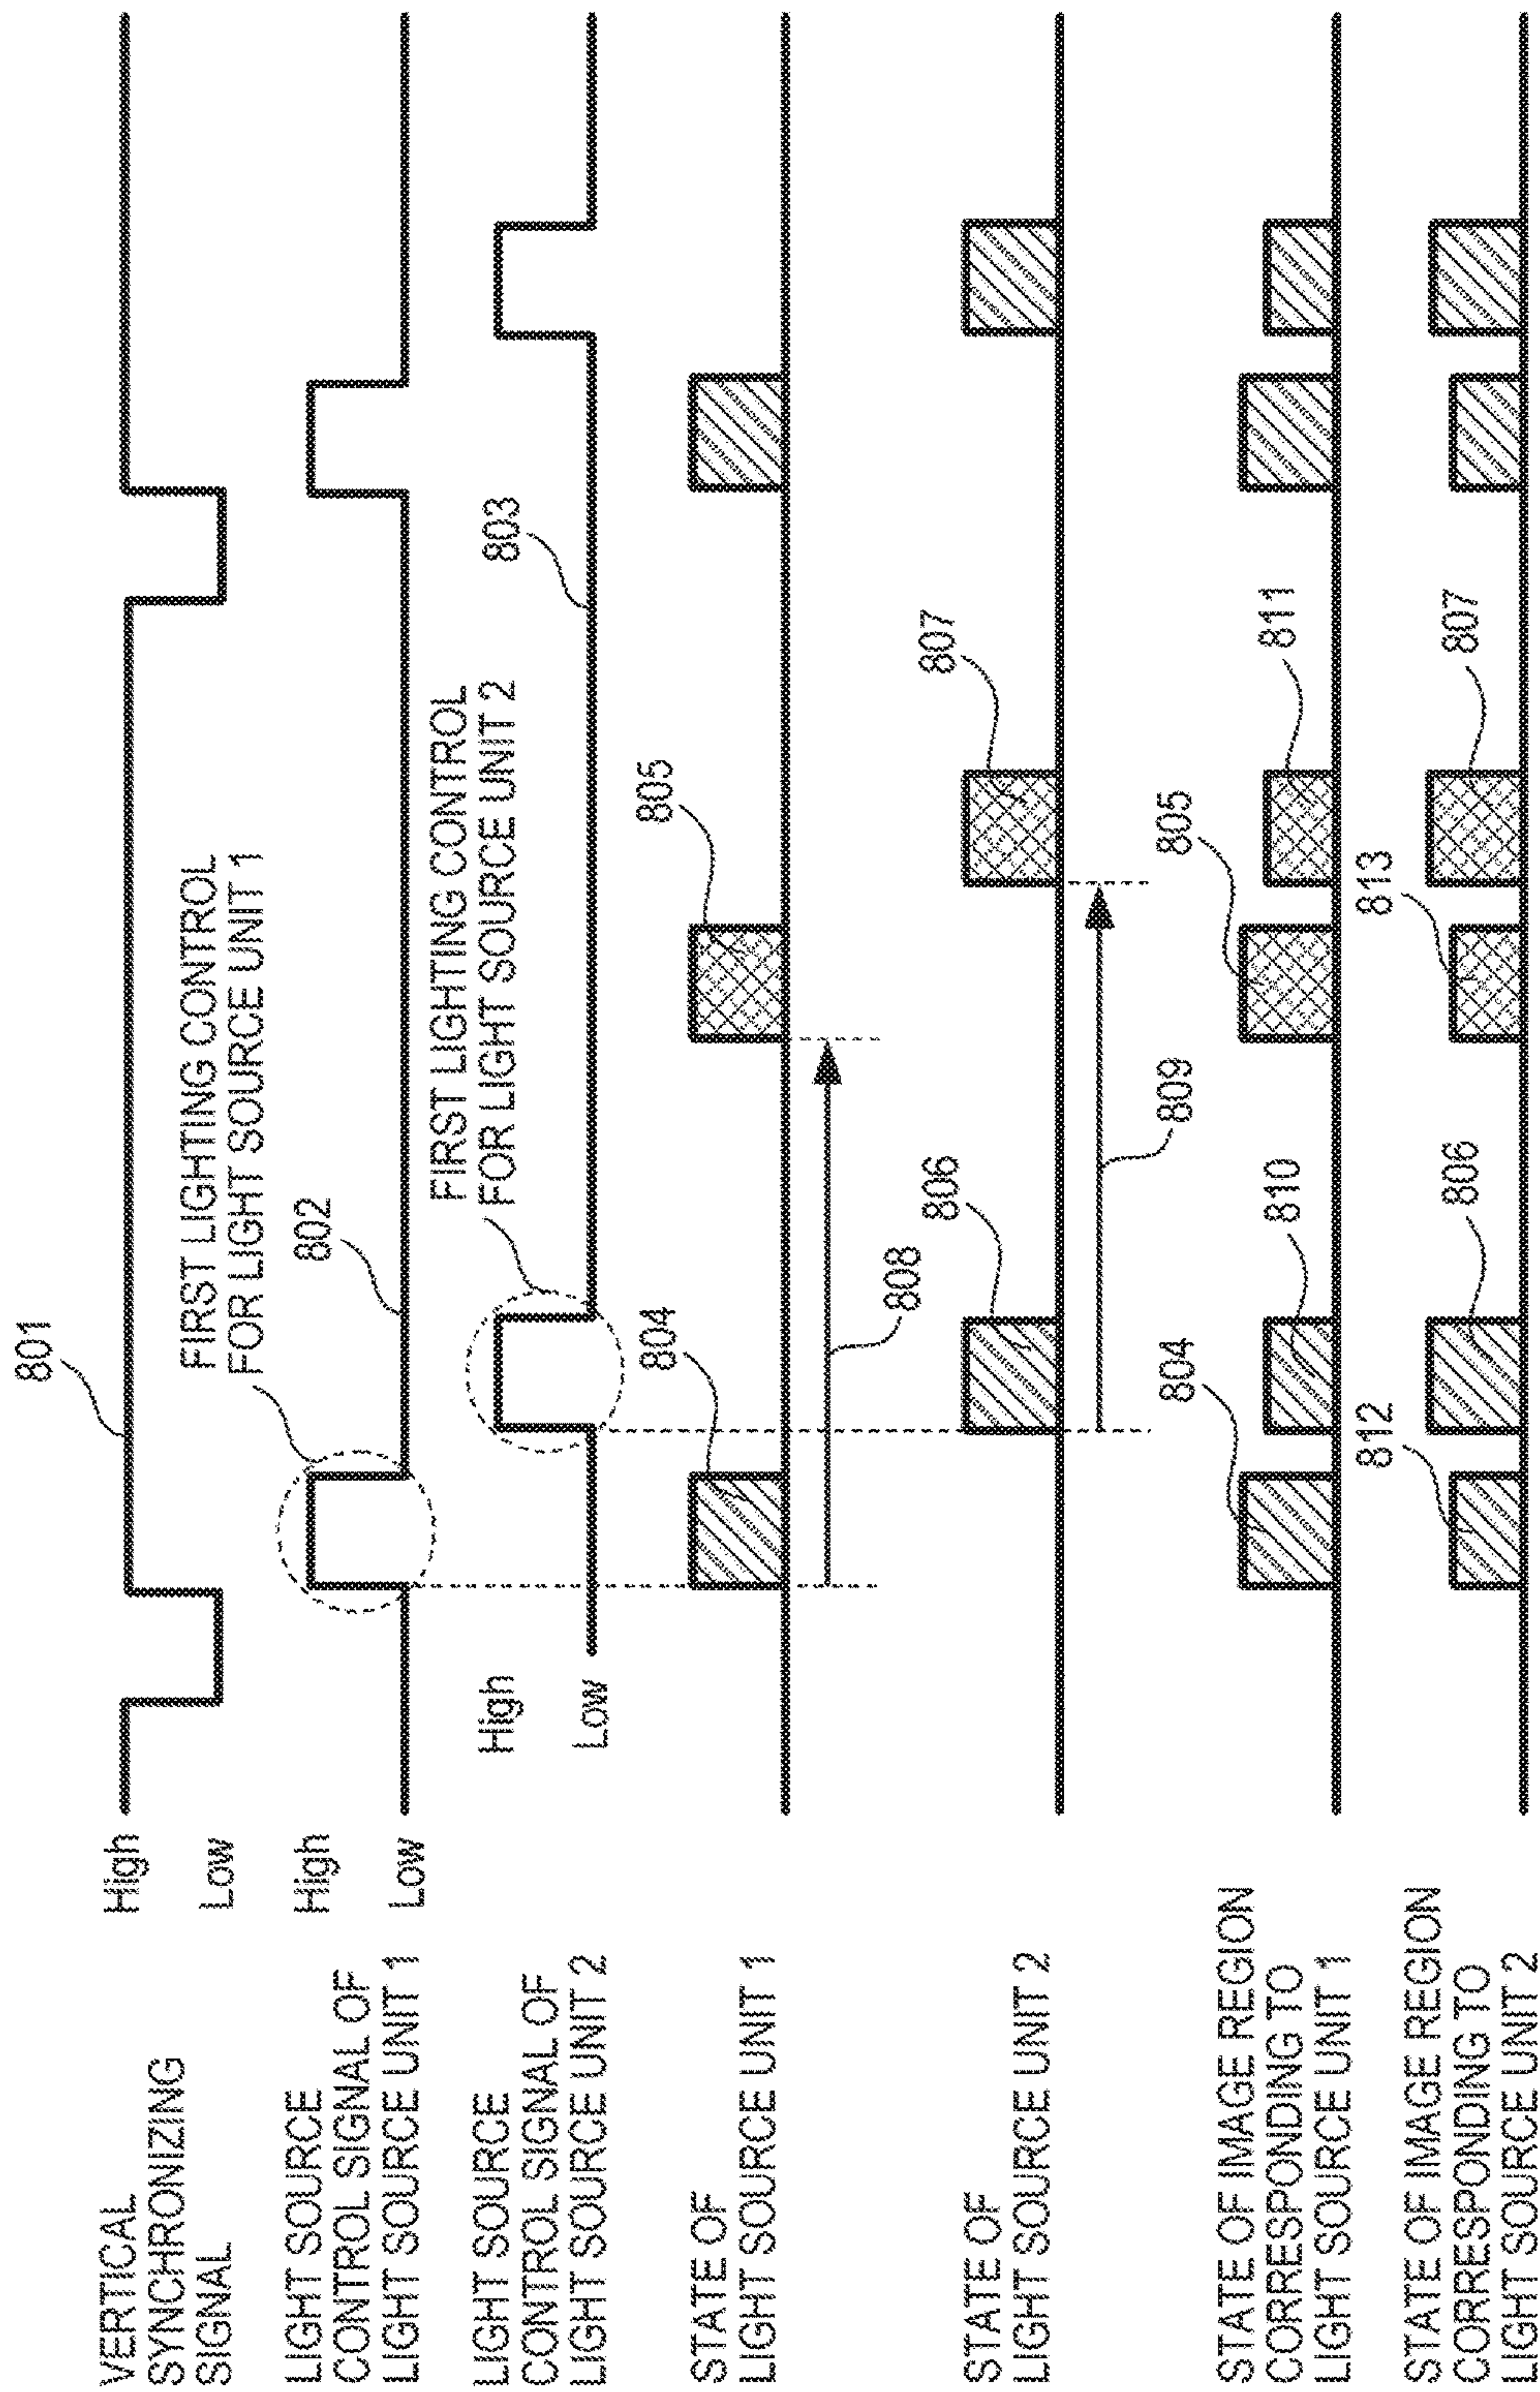 VERTICAL
SYNCHRONIZING
SIGNAL
High
Low
801
LIGHT SOURCE
CONTROL SIGNAL OF
LIGHT SOURCE UNIT 1
High
Low
FIRST LIGHTING CONTROL
FOR LIGHT SOURCE UNIT 1
802
LIGHT SOURCE
CONTROL SIGNAL OF
LIGHT SOURCE UNIT 2
High
Low
FIRST LIGHTING CONTROL
FOR LIGHT SOURCE UNIT 2
803
STATE OF
LIGHT SOURCE UNIT 1
804
805
808
STATE OF
LIGHT SOURCE UNIT 2
806
807
809
STATE OF IMAGE REGION
CORRESPONDING TO
LIGHT SOURCE UNIT 1
804
810
805
811
STATE OF IMAGE REGION
CORRESPONDING TO
LIGHT SOURCE UNIT 2
812
806
813
807